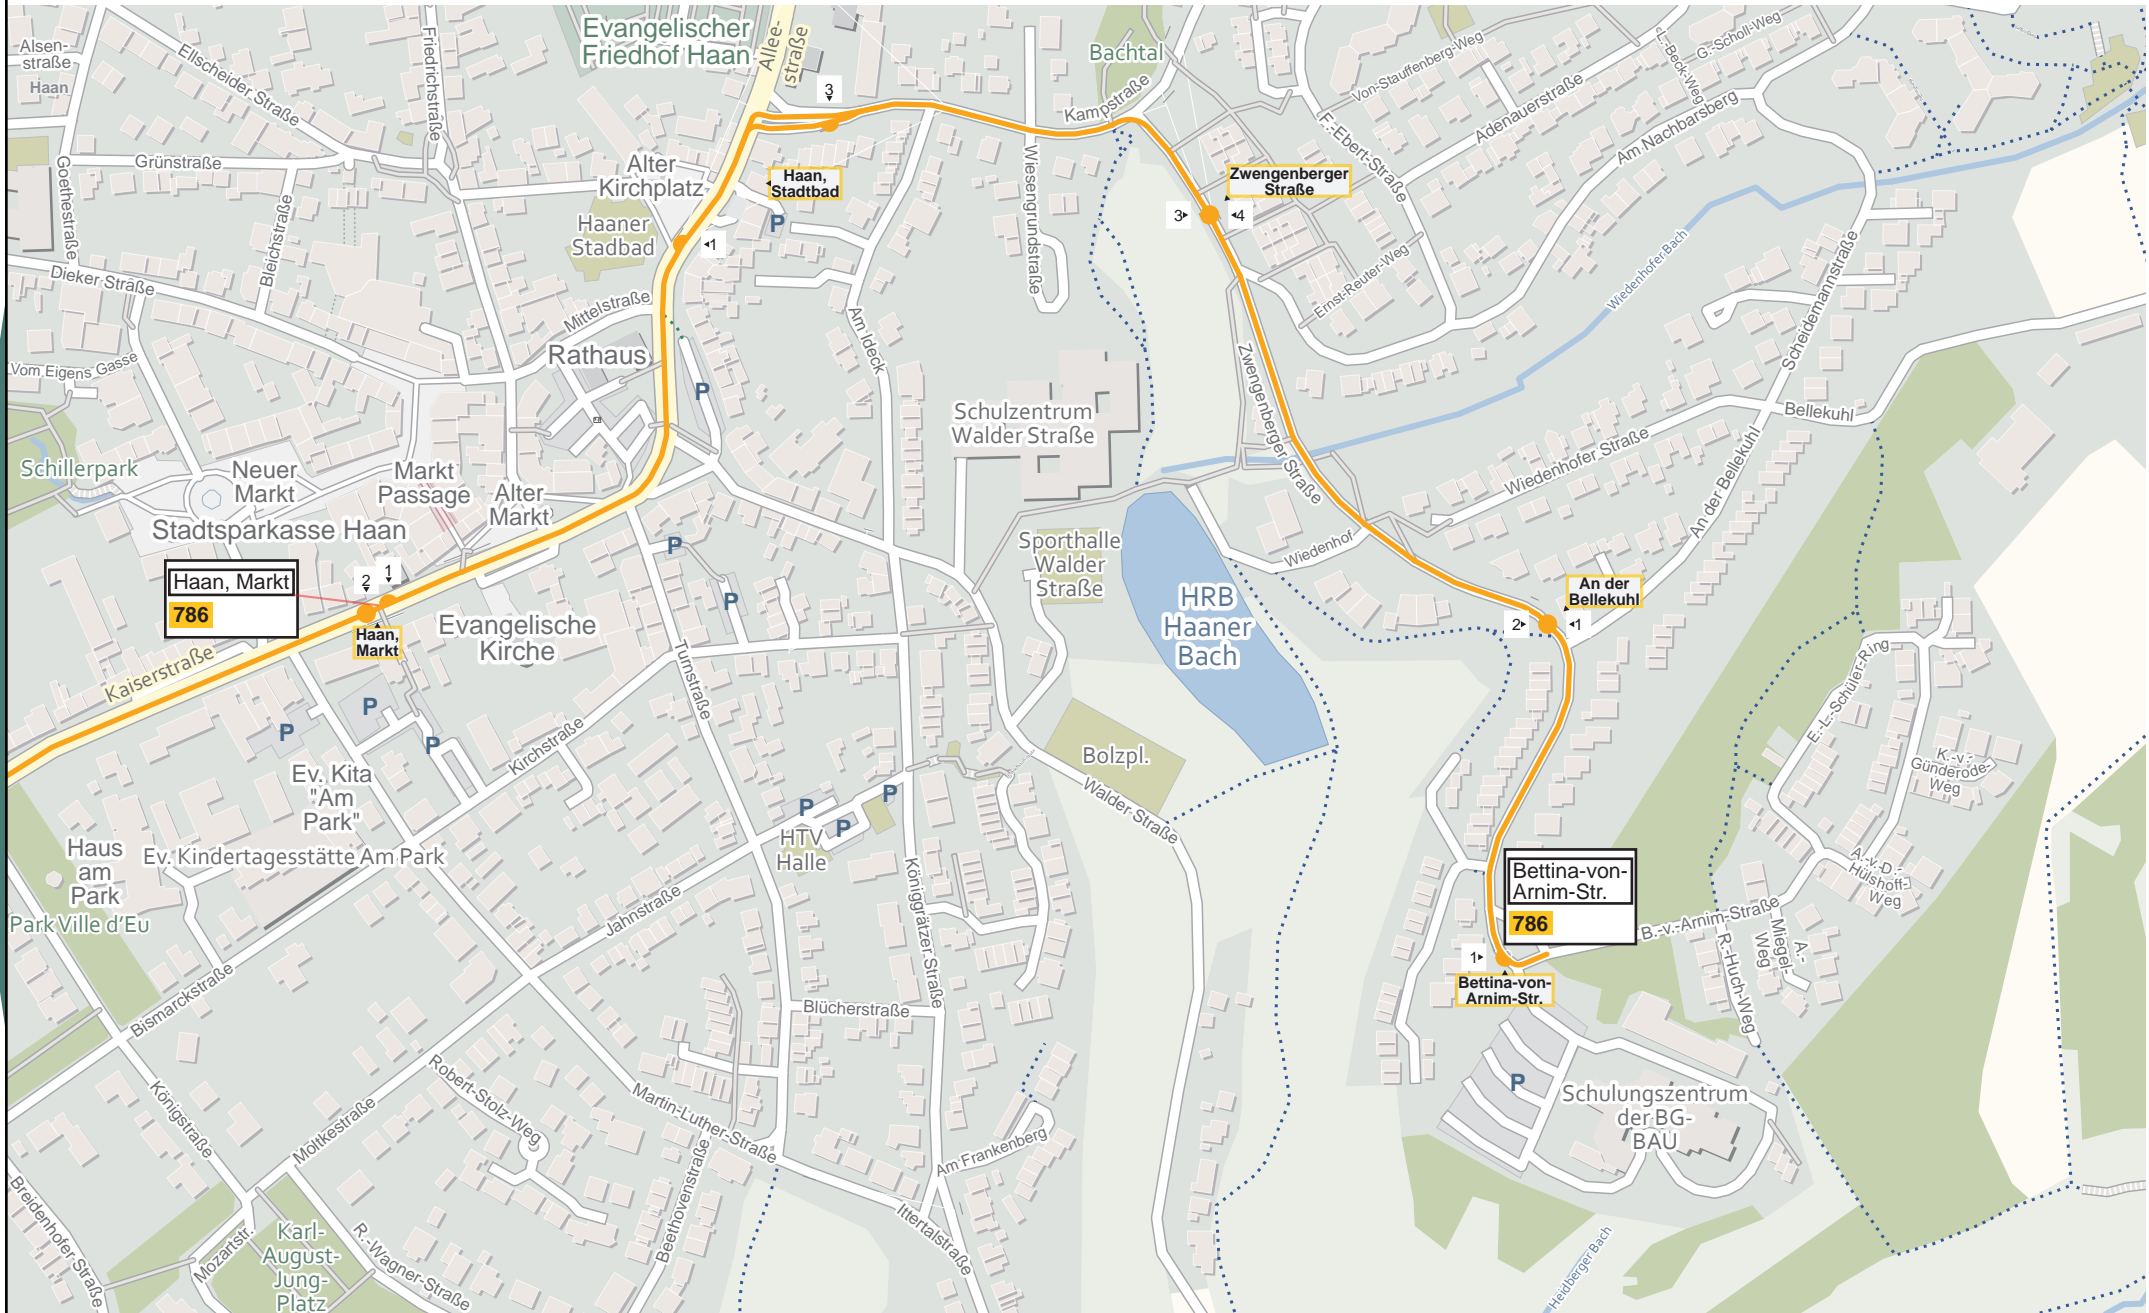 Alsen-
straße
Haan
Ellscheider Straße
Friedrichstraße
Evangelischer
Friedhof Haan
Allee-
straße
3
Bachtal
Kampstraße
Von-Stauffenberg-Weg
L.-Beck-Weg
G.-Scholl-Weg
Adenauerstraße
F.-Ebert-Straße
Am Nachbarsberg
Goethestraße
Grünstraße
Bleichstraße
Alter
Kirchplatz
Haan,
Stadtbad
P
Haaner
Stadbad
1
Wiesengrundstraße
Zwengenberger
Straße
3
4
Ernst-Reuter-Weg
Wiedenhofer Bach
Scheidemannstraße
Dieker Straße
Mittelstraße
Rathaus
Am Ideck
Vom Eigens Gasse
P
Zwengenberger Straße
Schulzentrum
Walder Straße
Bellekuhl
Wiedenhofer Straße
An der Bellekuhl
Schillerpark
Neuer
Markt
Markt
Passage
Alter
Markt
Stadtsparkasse Haan
Haan, Markt
786
2
1
Haan,
Markt
Kaiserstraße
Evangelische
Kirche
P
P
Turnstraße
Sporthalle
Walder
Straße
Wiedenhof
HRB
Haaner
Bach
An der
Bellekuhl
2
1
E.-L.-Schüler-Ring
K.-v.-
Günderode-
Weg
P
P
P
Kirchstraße
Bolzpl.
Walder Straße
Ev. Kita
"Am
Park"
Haus
am
Park
Ev. Kindertagesstätte Am Park
Park Ville d'Eu
P
P
P
HTV
Halle
Königgrätzer Straße
Jahnstraße
Bettina-von-
Arnim-Str.
786
A.-v.-D.-
Hülshoff-
Weg
B.-v.-Arnim-Straße
A.-
Miegel-
Weg
R.-Huch-Weg
1
Bettina-von-
Arnim-Str.
Bismarckstraße
Blücherstraße
Königstraße
Moltkestraße
Robert-Stolz-Weg
Martin-Luther-Straße
Am Frankenberg
Beethovenstraße
Ittertalstraße
P
Schulungszentrum
der BG-
BAU
Breidenhofer Straße
Mozartstr.
Karl-
August-
Jung-
Platz
R.-Wagner-Straße
Heidberger Bach